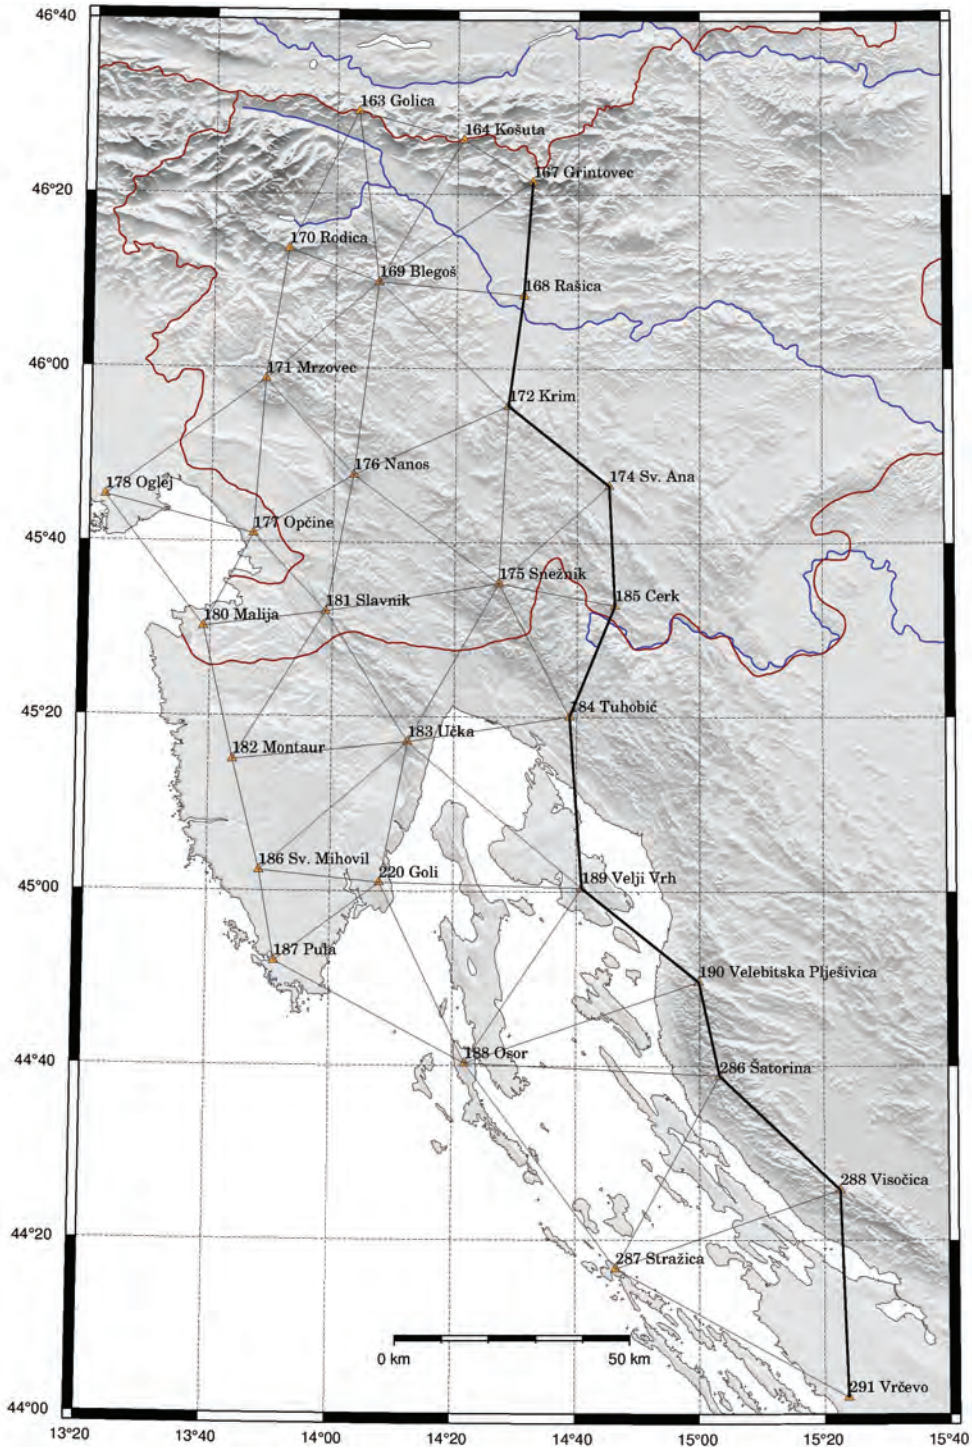 46°40
163 Golica
164 Košuta
167 Grintovec
46°20
170 Rodica
169 Blegoš
168 Rašica
46°00
171 Mrzovec
172 Krim
176 Nanos
174 Sv. Ana
178 Oglej
177 Opčine
45°40
175 Snežnik
185 Cerk
181 Slavnik
180 Malija
45°20
184 Tuhobić
183 Učka
182 Montaur
186 Sv. Mihovil
220 Goli
189 Velji Vrh
45°00
187 Pula
190 Velebitska Plješivica
44°40
188 Osor
286 Šatorina
288 Visočica
44°20
287 Stražica
0 km 50 km
291 Vrčevo
44°00
13°20 13°40 14°00 14°20 14°40 15°00 15°20 15°40